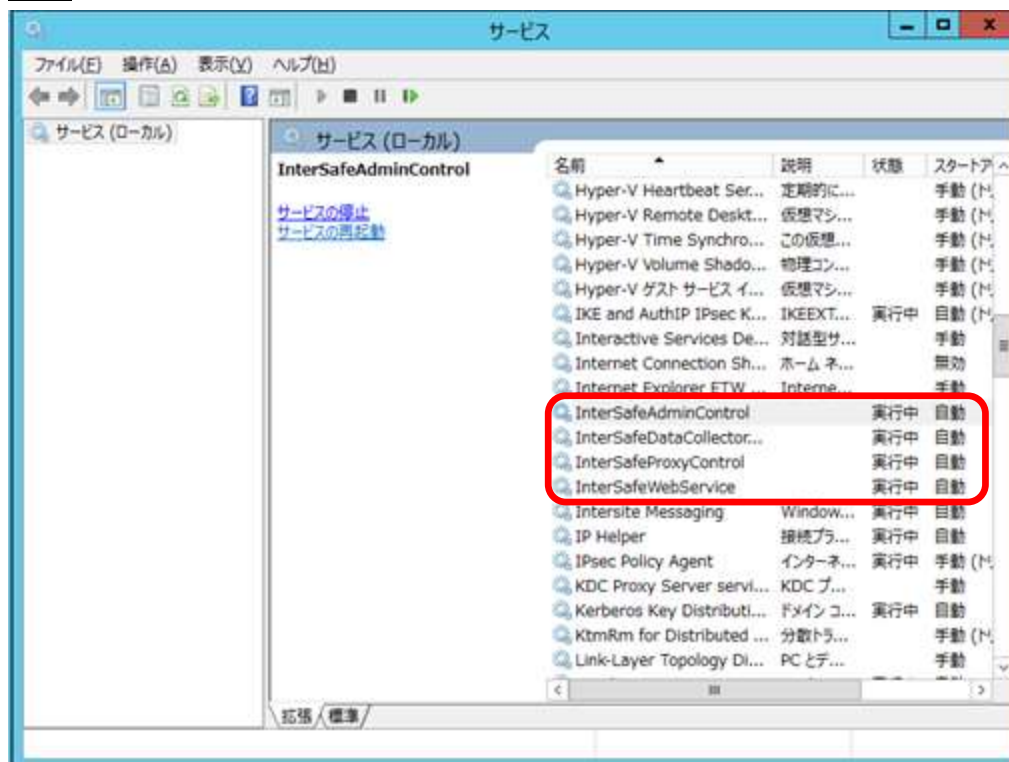 サービス
ファイル(F) 操作(A) 表示(V) ヘルプ(H)
サービス (ローカル)
サービス (ローカル)
InterSafeAdminControl
サービスの停止
サービスの再起動
名前 説明 状態 スタートア
Hyper-V Heartbeat Ser... 定期的に... 手動 (トリ
Hyper-V Remote Deskt... 仮想マシ... 手動 (トリ
Hyper-V Time Synchro... この仮想... 手動 (トリ
Hyper-V Volume Shado... 物理コン... 手動 (トリ
Hyper-V ゲスト サービス イ... 仮想マシ... 手動 (トリ
IKE and AuthIP IPsec K... IKEEXT... 実行中 自動 (トリ
Interactive Services De... 対話型サ... 手動
Internet Connection Sh... ホーム ネ... 無効
Internet Explorer ETW ... Interne... 手動
InterSafeAdminControl 実行中 自動
InterSafeDataCollector... 実行中 自動
InterSafeProxyControl 実行中 自動
InterSafeWebService 実行中 自動
Intersite Messaging Window... 実行中 自動
IP Helper 接続プラ... 実行中 自動
IPsec Policy Agent インターネ... 実行中 手動 (トリ
KDC Proxy Server servi... KDC プ... 手動
Kerberos Key Distributi... ドメイン コ... 実行中 自動
KtmRm for Distributed ... 分散トラ... 手動 (トリ
Link-Layer Topology Di... PC とデ... 手動
拡張 標準